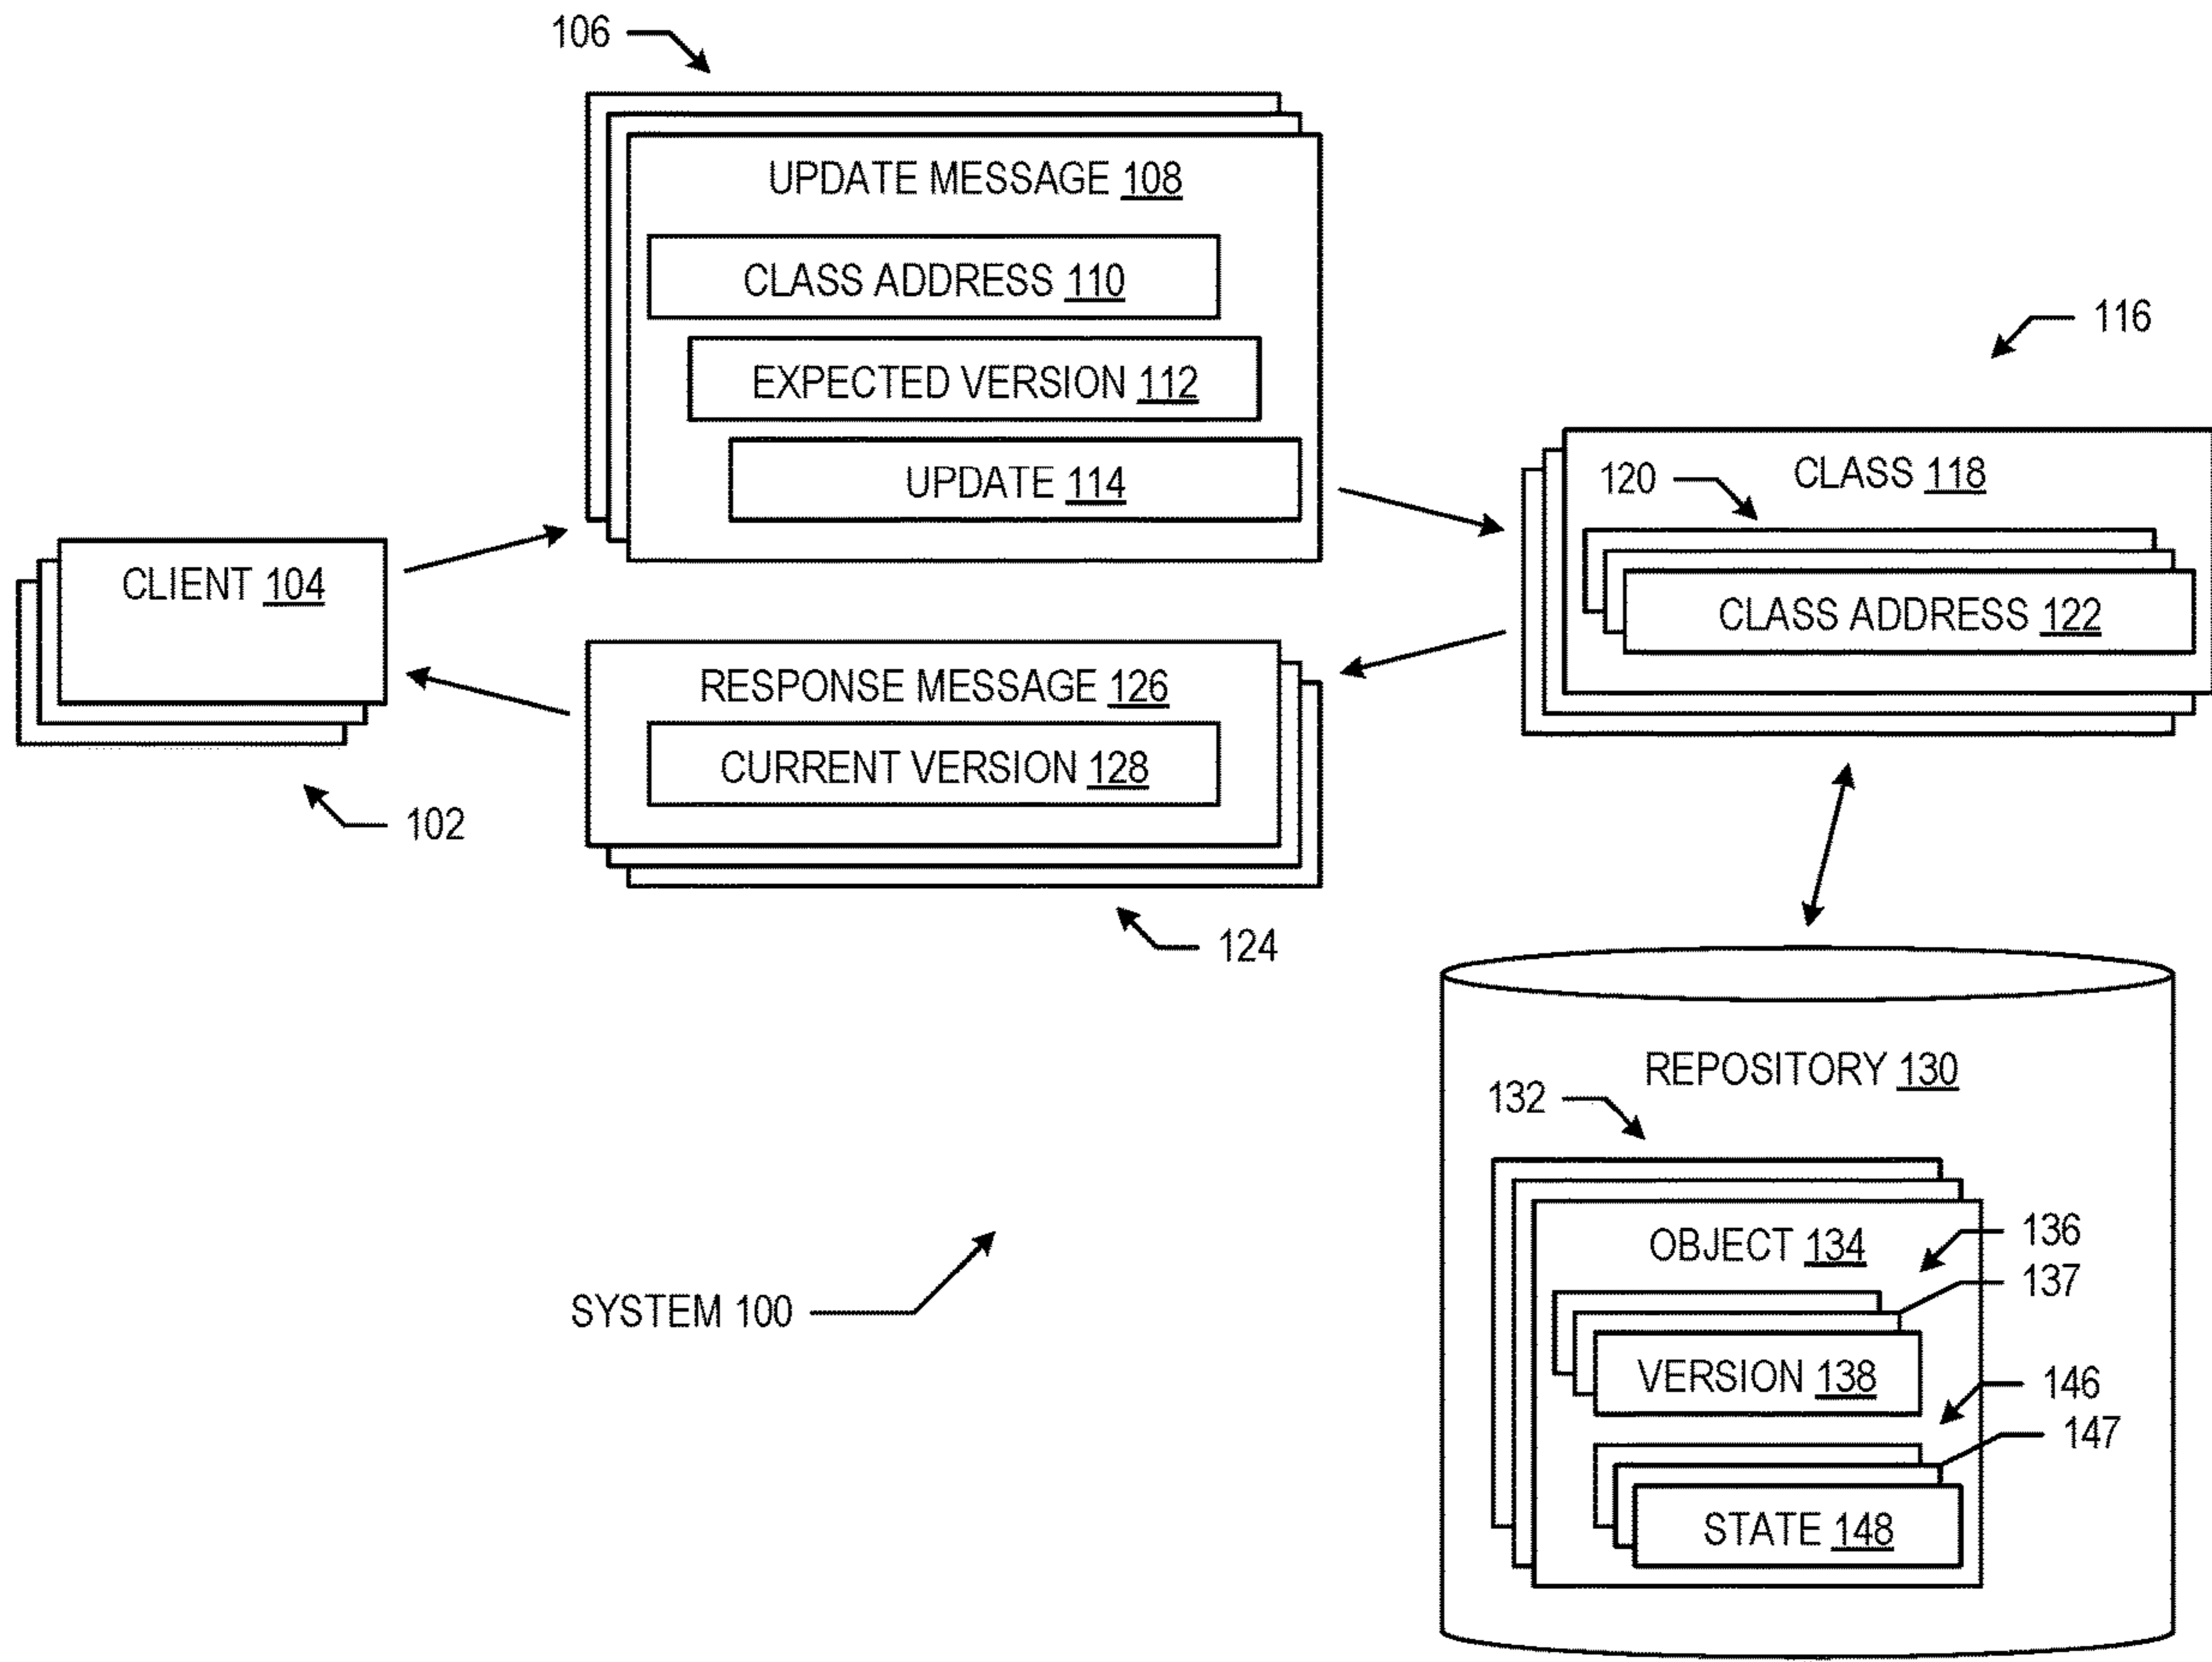 106
UPDATE MESSAGE 108
CLASS ADDRESS 110
EXPECTED VERSION 112
UPDATE 114
116
CLASS 118
120
CLASS ADDRESS 122
CLIENT 104
102
RESPONSE MESSAGE 126
CURRENT VERSION 128
124
REPOSITORY 130
132
OBJECT 134
136
137
VERSION 138
146
147
STATE 148
SYSTEM 100